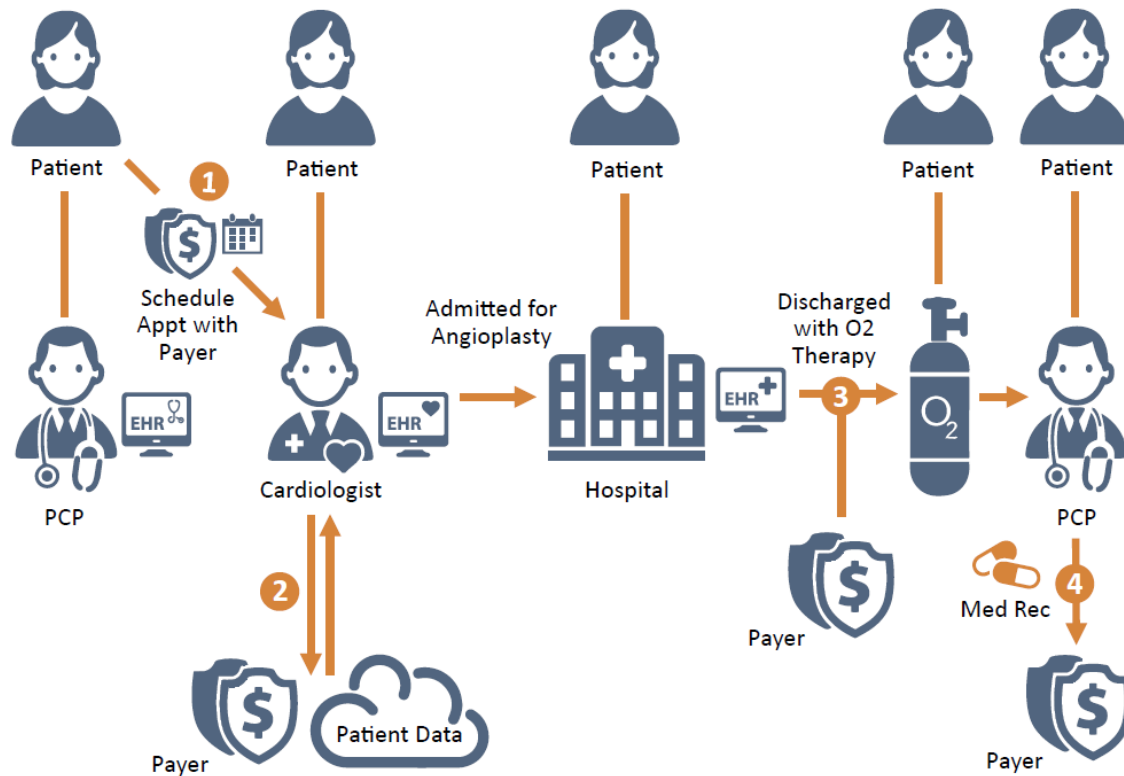 Patient
Patient
Patient
Patient
Patient
1
$
Schedule
Appt with
Payer
EHR
PCP
EHR
Cardiologist
Admitted for
Angioplasty
EHR
Hospital
Discharged
with O2
Therapy
3
O2
PCP
2
$
Payer
Patient Data
$
Payer
Med Rec
4
$
Payer